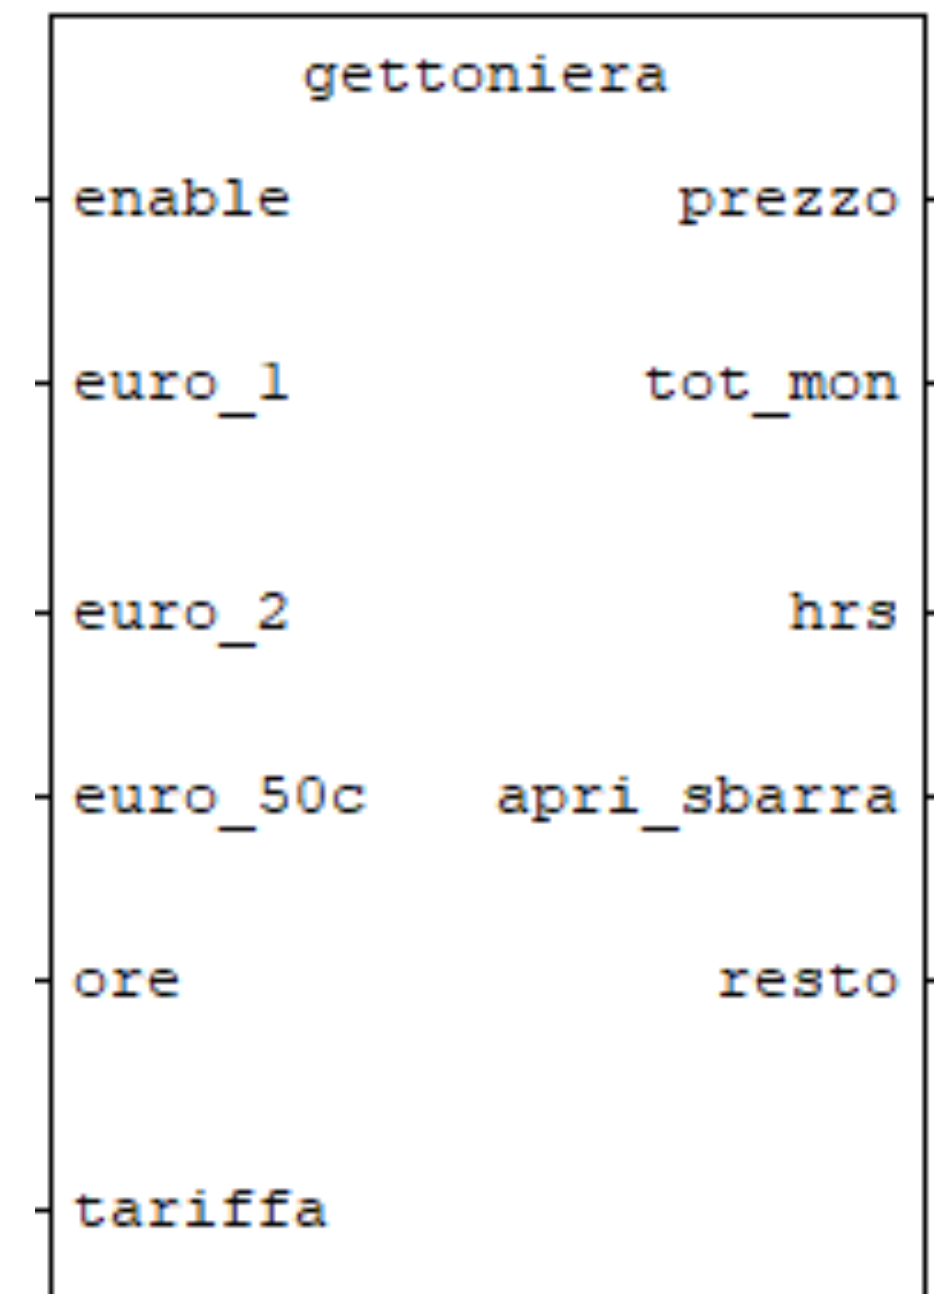 gettoniera
enable prezzo
euro_1 tot_mon
euro_2 hrs
euro_50c apri_sbarra
ore resto
tariffa